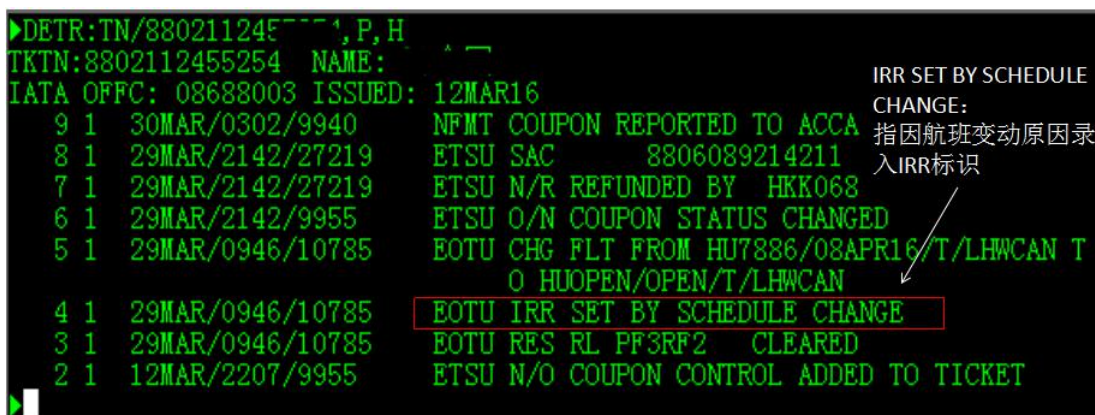 ▶DETR:TN/880211245 ,P,H
TKTN:8802112455254 NAME:
IATA OFFC: 08688003 ISSUED: 12MAR16
9 1 30MAR/0302/9940 NFMT COUPON REPORTED TO ACCA
8 1 29MAR/2142/27219 ETSU SAC 8806089214211
7 1 29MAR/2142/27219 ETSU N/R REFUNDED BY HKK068
6 1 29MAR/2142/9955 ETSU O/N COUPON STATUS CHANGED
5 1 29MAR/0946/10785 EOTU CHG FLT FROM HU7886/08APR16/T/LHWCAN T
O HUOPEN/OPEN/T/LHWCAN
4 1 29MAR/0946/10785 EOTU IRR SET BY SCHEDULE CHANGE
3 1 29MAR/0946/10785 EOTU RES RL PF3RF2 CLEARED
2 1 12MAR/2207/9955 ETSU N/O COUPON CONTROL ADDED TO TICKET
IRR SET BY SCHEDULE
CHANGE：
指因航班变动原因录
入IRR标识